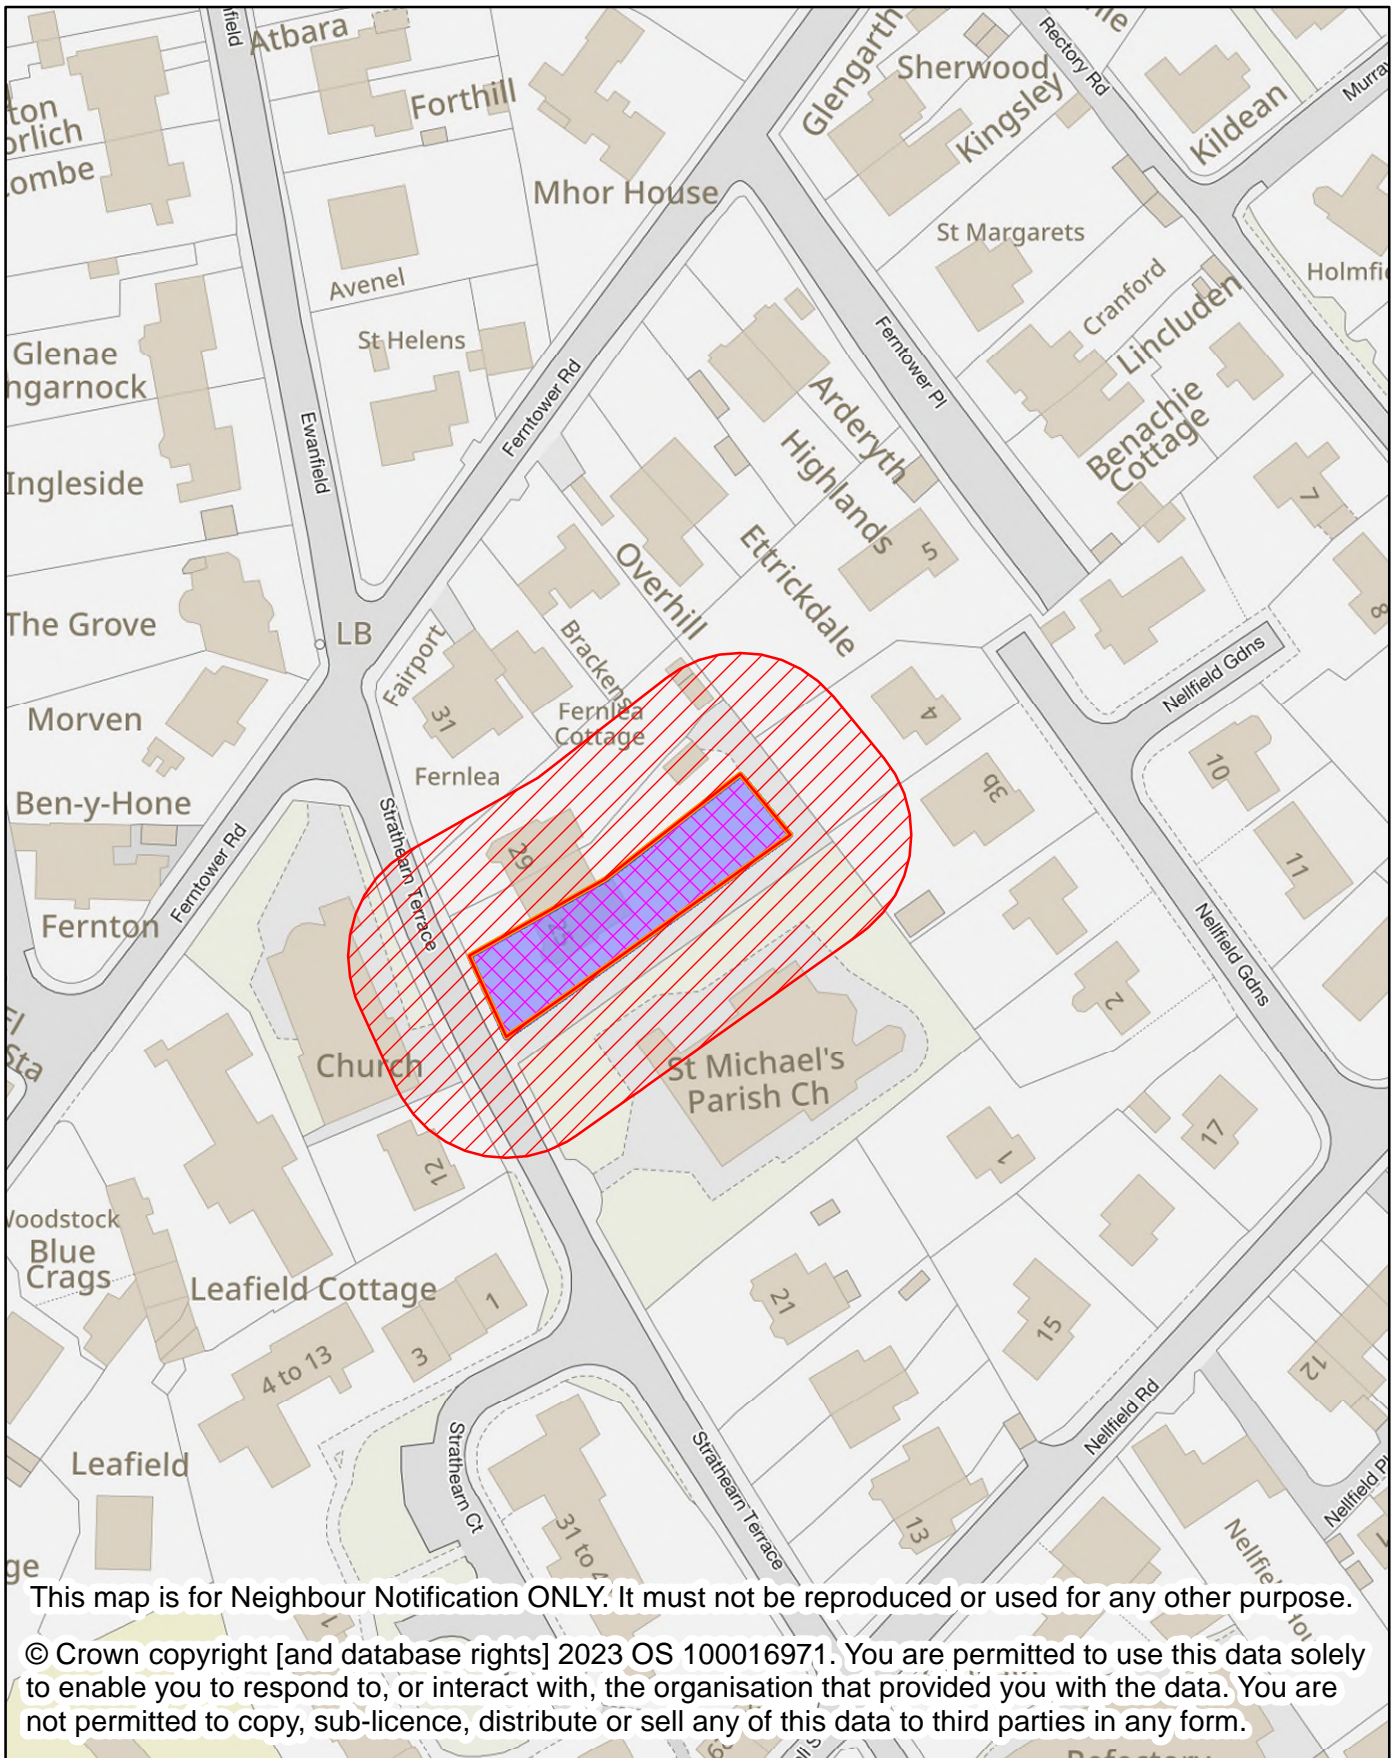 Atbara
Forthill
Mhor House
Avenel
St Helens
Glenae
Ingleside
The Grove
Morven
Ben-y-Hone
Fernton
LB
Ewanfield
Ferntower Rd
Glengarth
Sherwood
Kingsley
Rectory Rd
Kildean
St Margarets
Cranford
Lincluden
Benachie
Cottage
Ferntower Pl
Arderyth
Highlands
5
Ettrickdale
Overhill
Brackens
Fairport
31
Fernlea
Cottage
Fernlea
29
Strathearn Terrace
Ferntower Rd
Church
St Michael's
Parish Ch
12
4
3b
7
8
Nellfield Gdns
10
11
Nellfield Gdns
2
1
17
15
21
13
12
Nellfield Rd
Blue
Crags
Leafield Cottage
1
3
4 to 13
Leafield
Strathearn Ct
Strathearn Terrace
This map is for Neighbour Notification ONLY. It must not be reproduced or used for any other purpose.
© Crown copyright [and database rights] 2023 OS 100016971. You are permitted to use this data solely
to enable you to respond to, or interact with, the organisation that provided you with the data. You are
not permitted to copy, sub-licence, distribute or sell any of this data to third parties in any form.